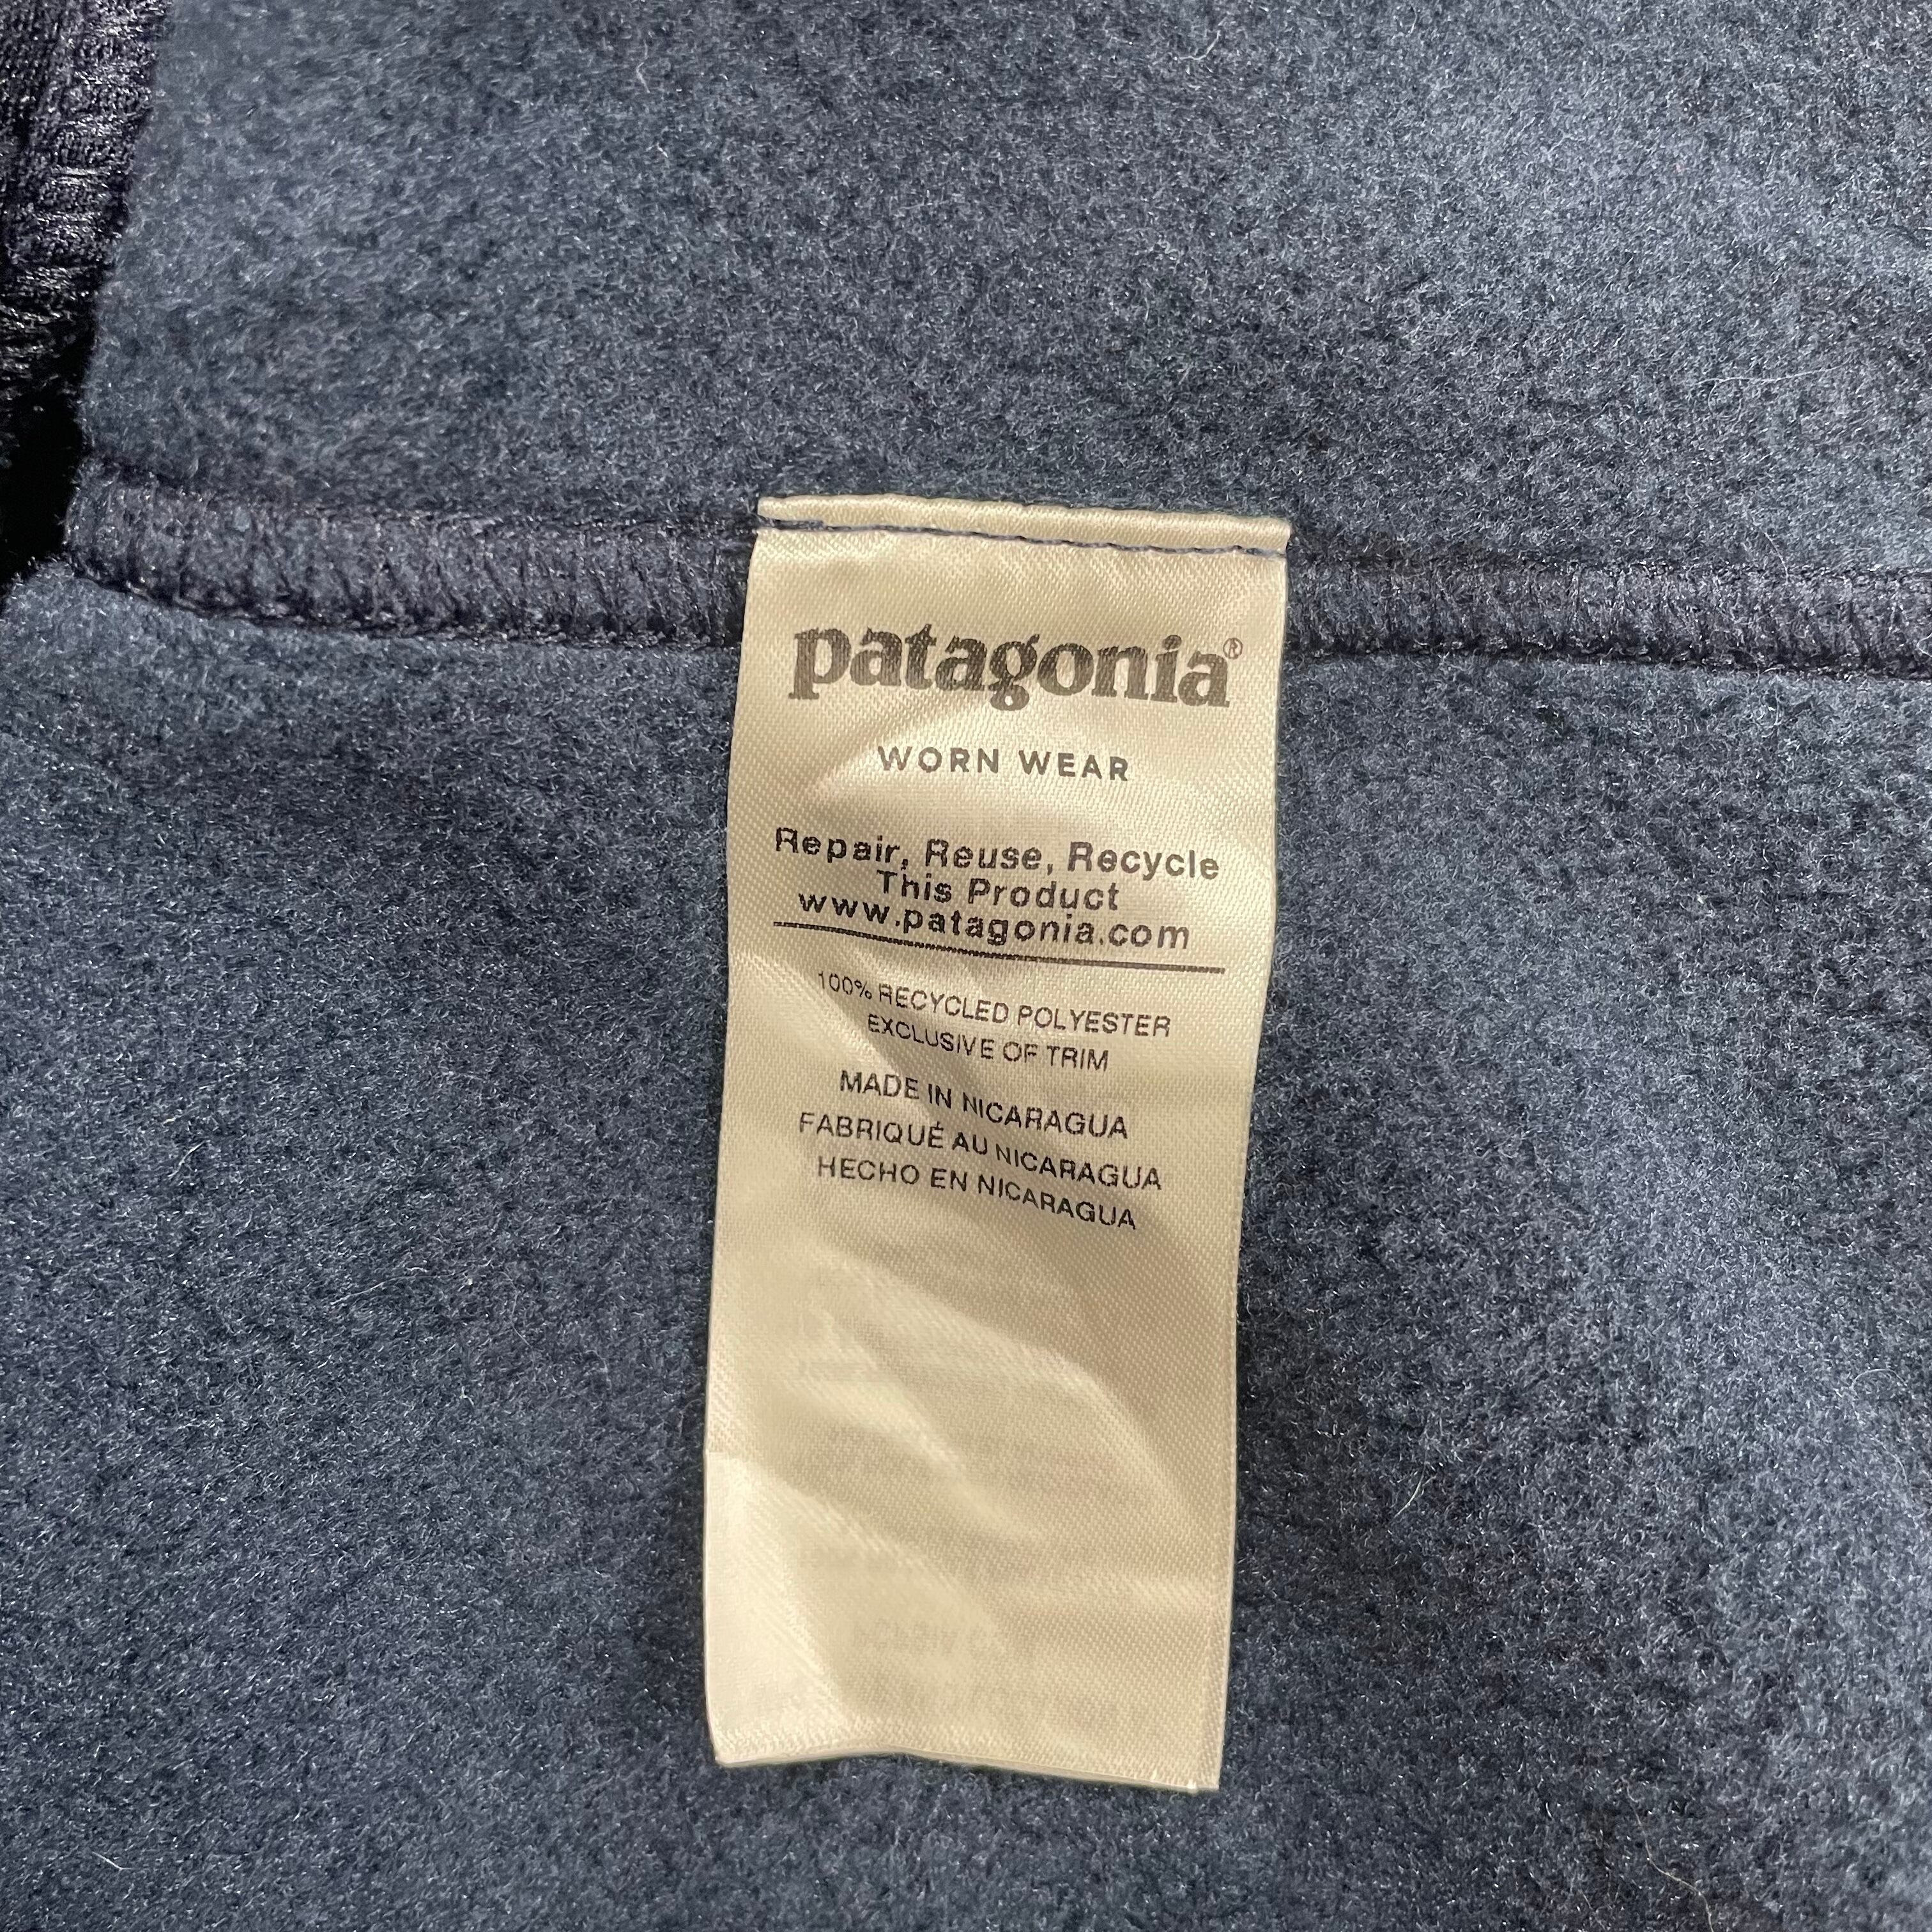 patagonia®
WORN WEAR
Repair, Reuse, Recycle
This Product
www.patagonia.com
100% RECYCLED POLYESTER
EXCLUSIVE OF TRIM
MADE IN NICARAGUA
FABRIQUÉ AU NICARAGUA
HECHO EN NICARAGUA